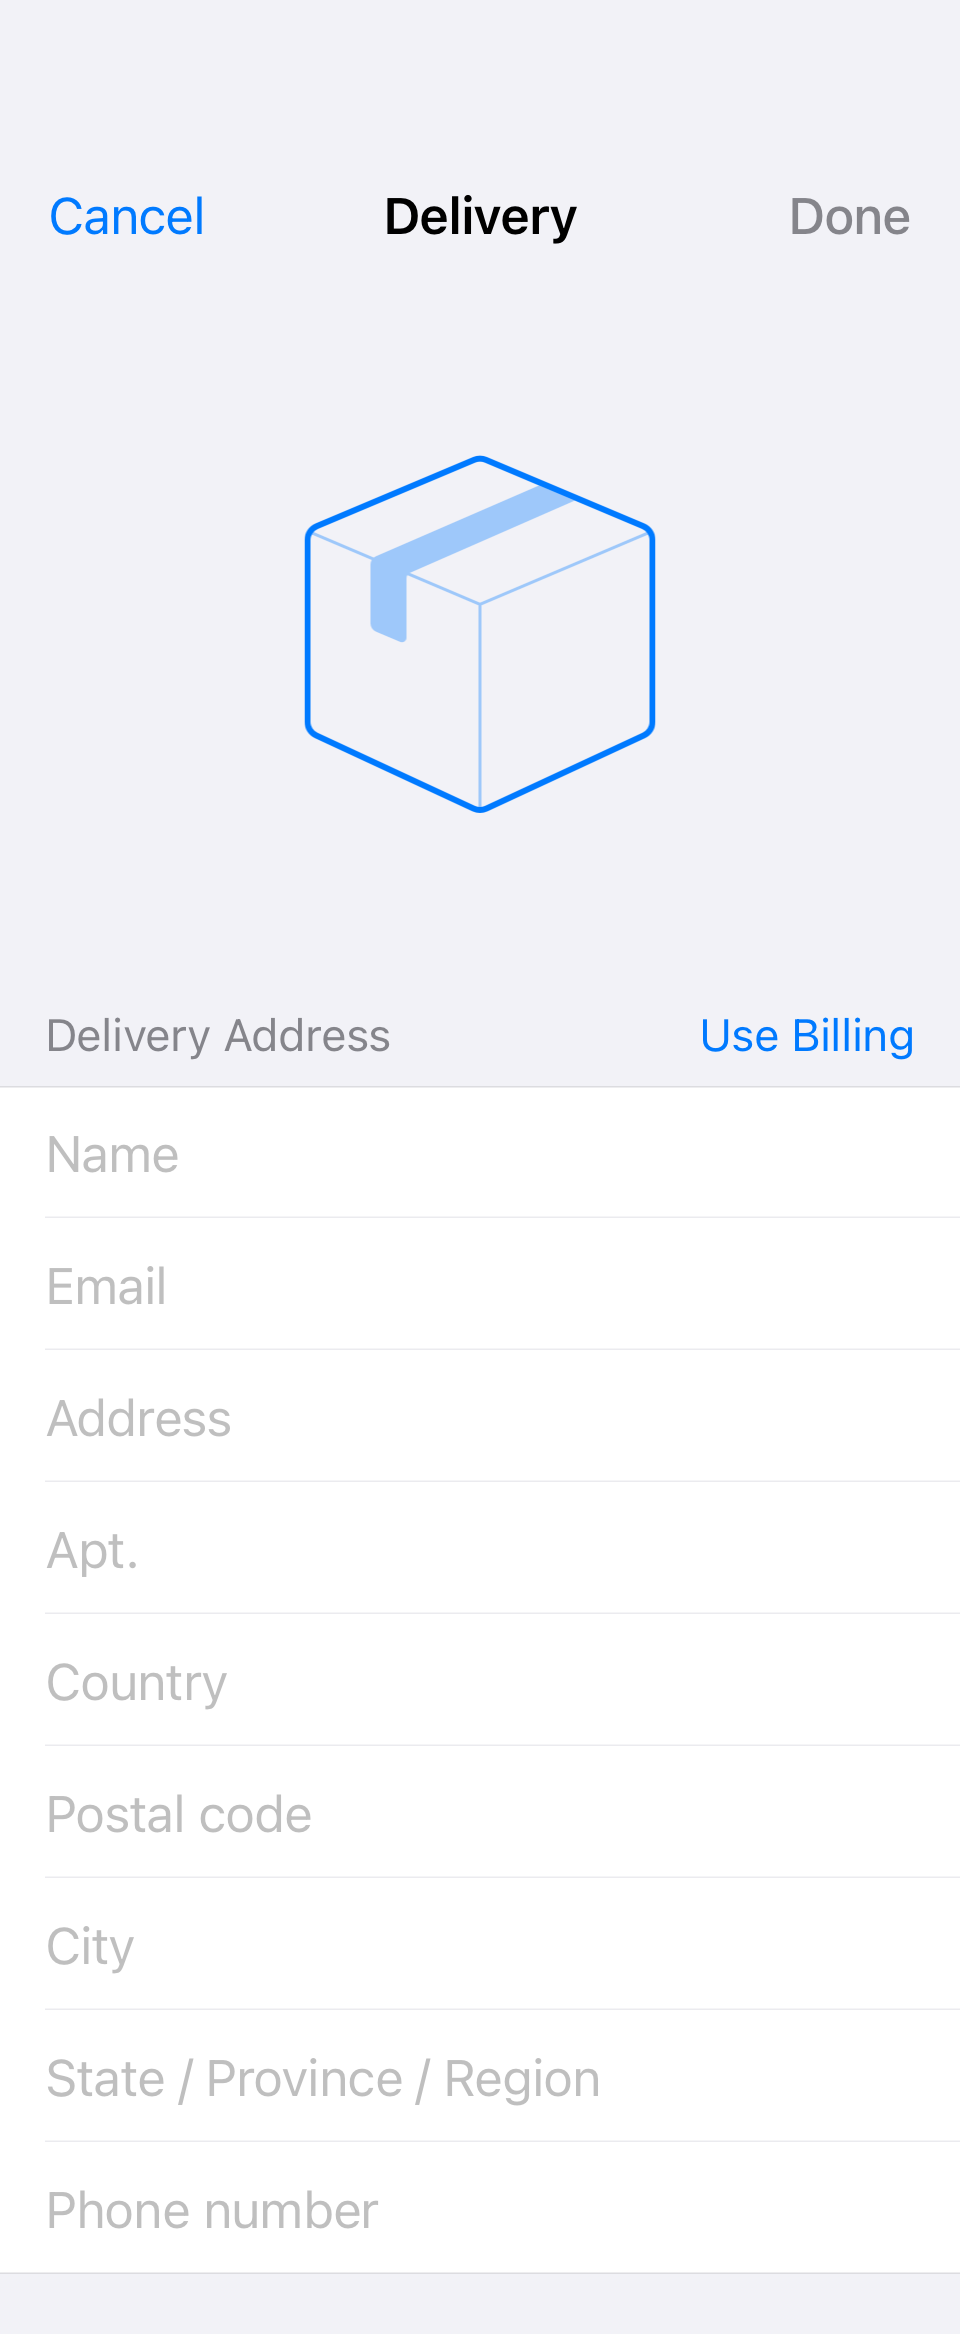 Cancel Delivery Done
Delivery Address Use Billing
Name
Email
Address
Apt.
Country
Postal code
City
State / Province / Region
Phone number